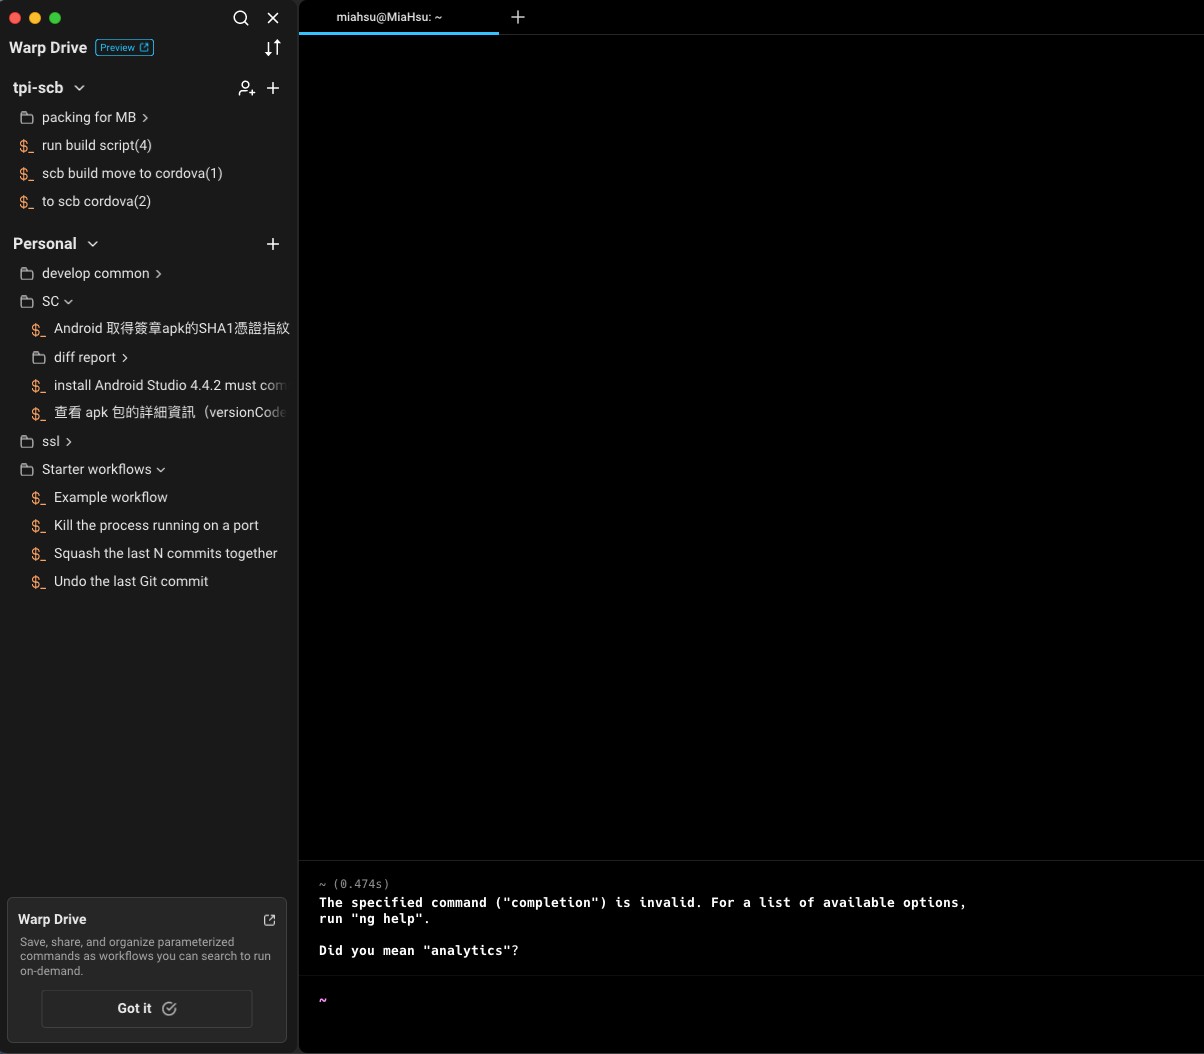 miahsu@MiaHsu: ~
Warp Drive Preview
tpi-scb
packing for MB
$_ run build script(4)
$_ scb build move to cordova(1)
$_ to scb cordova(2)
Personal
develop common
SC
$_ Android 取得簽章apk的SHA1憑證指紋
diff report
$_ install Android Studio 4.4.2 must com
$_ 查看 apk 包的詳細資訊（versionCode
ssl
Starter workflows
$_ Example workflow
$_ Kill the process running on a port
$_ Squash the last N commits together
$_ Undo the last Git commit
Warp Drive
Save, share, and organize parameterized
commands as workflows you can search to run
on-demand.
Got it
~ (0.474s)
The specified command ("completion") is invalid. For a list of available options,
run "ng help".
Did you mean "analytics"?
~